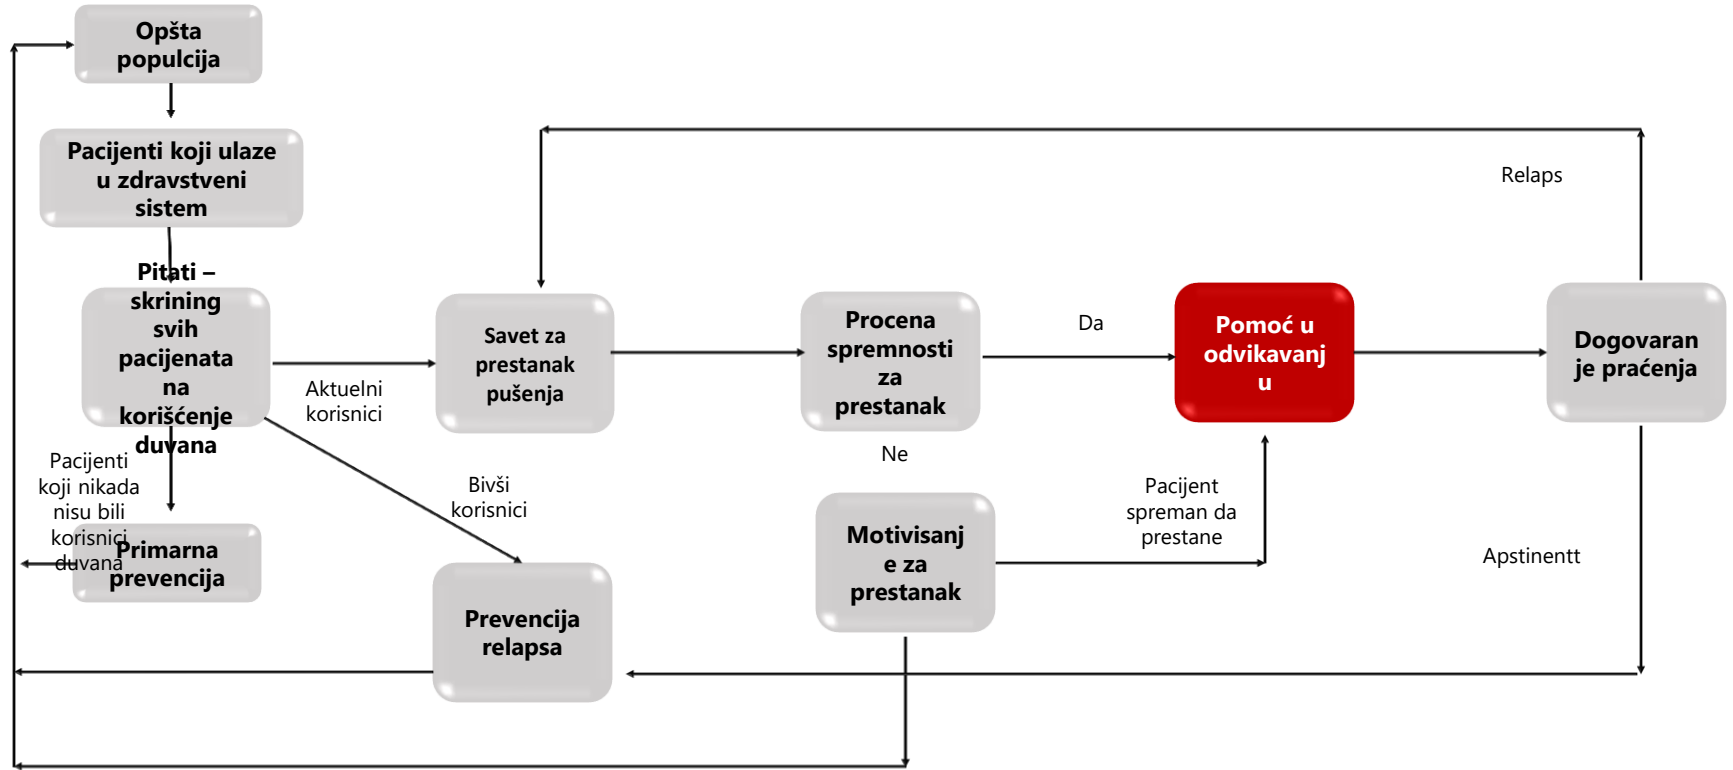 Opšta
populcija
Pacijenti koji ulaze
u zdravstveni
sistem
Pitati –
skrining
svih
pacijenata
na
korišćenje
duvana
Aktuelni
korisnici
Savet za
prestanak
pušenja
Procena
spremnosti
za
prestanak
Da
Ne
Pomoć u
odvikavanj
u
Dogovaran
je praćenja
Relaps
Pacijenti
koji nikada
nisu bili
korisnici
duvana
Primarna
prevencija
Bivši
korisnici
Prevencija
relapsa
Motivisanj
e za
prestanak
Pacijent
spreman da
prestane
Apstinentt